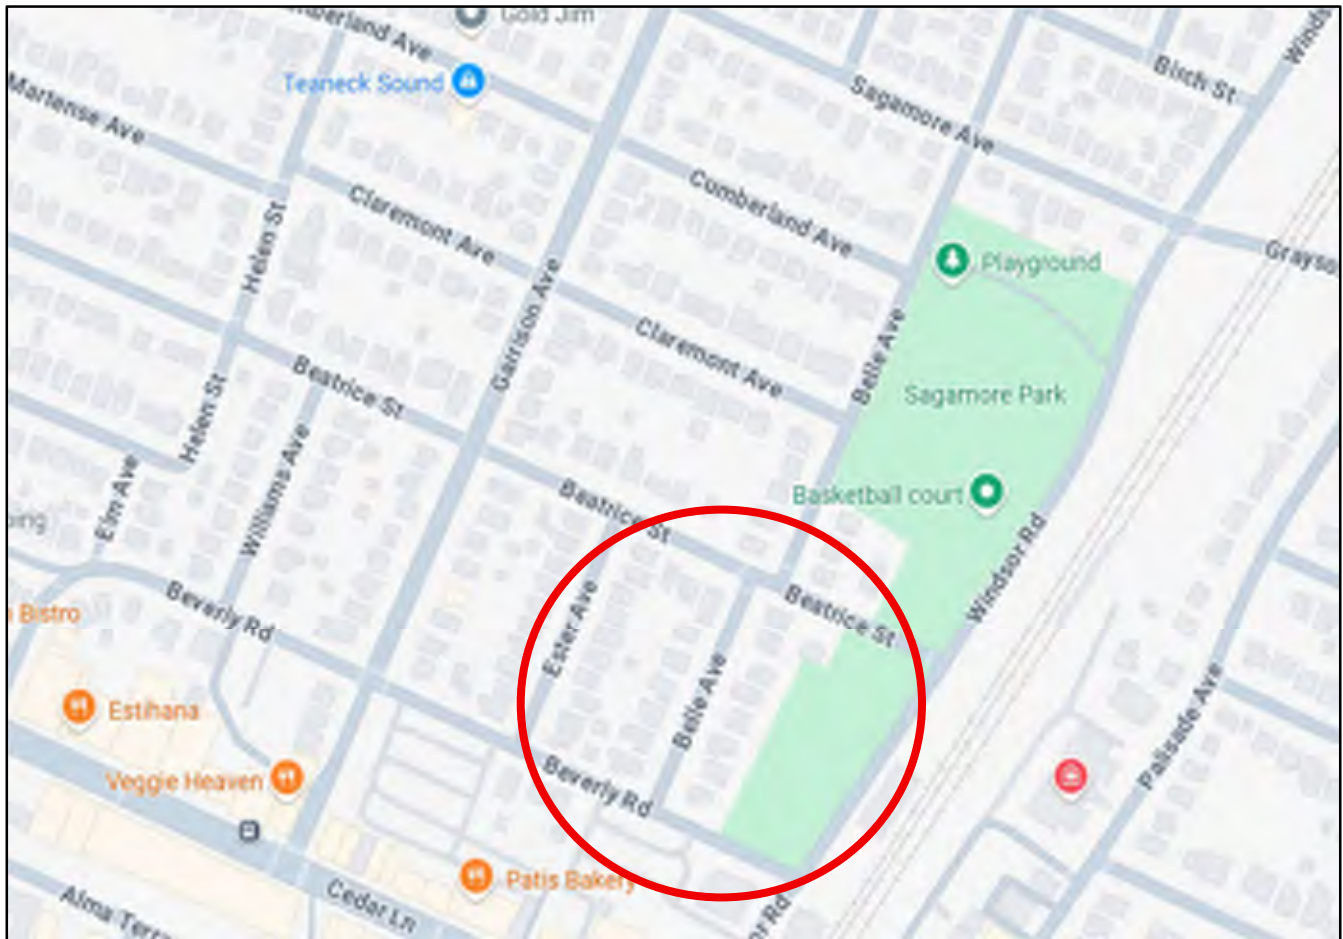 Gold Jim
Teaneck Sound
Birch St
Sagamore Ave
Martense Ave
Claremont Ave
Cumberland Ave
Helen St
Playground
Garrison Ave
Claremont Ave
Belle Ave
Beatrice St
Sagamore Park
Helen St
Williams Ave
Elm Ave
Beatrice St
Basketball court
Windsor Rd
Beverly Rd
Ester Ave
Beatrice St
Belle Ave
Palisade Ave
Bistro
Estihana
Veggie Heaven
Beverly Rd
Patis Bakery
Cedar Ln
Alma Terr
Rd